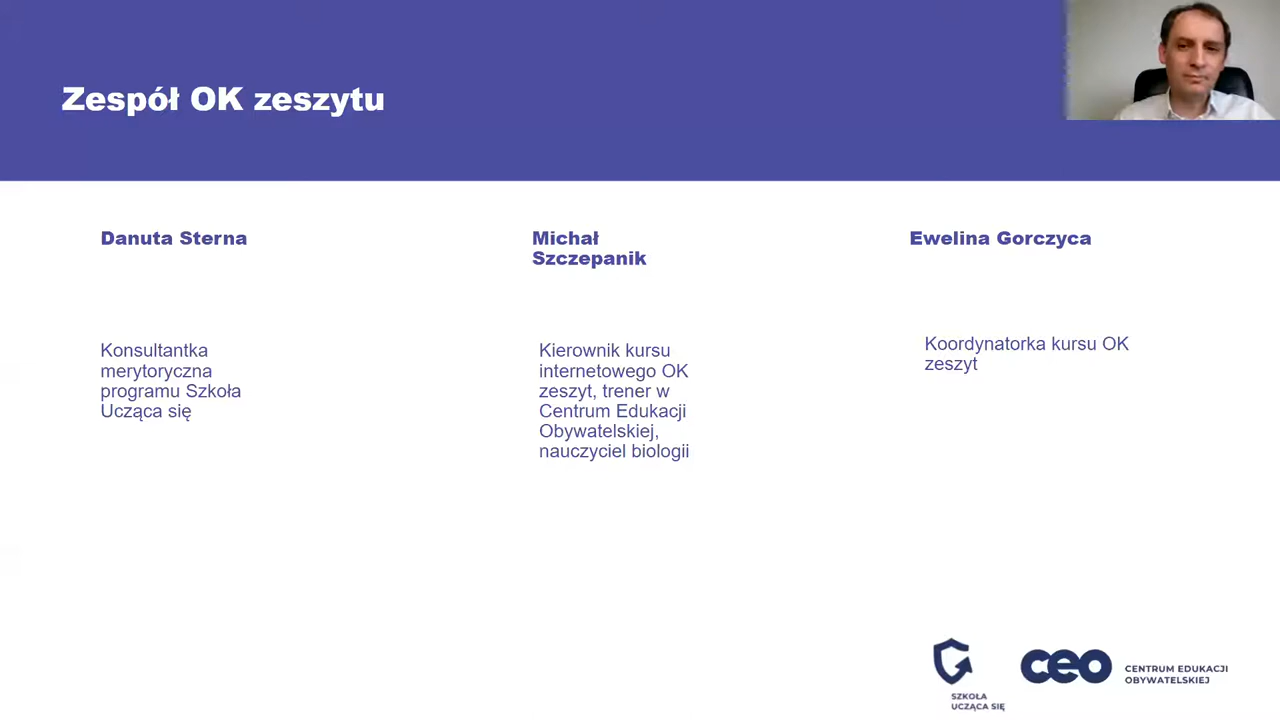 Zespół OK zeszytu
Danuta Sterna
Konsultantka
merytoryczna
programu Szkoła
Ucząca się
Michał
Szczepanik
Kierownik kursu
internetowego OK
zeszyt, trener w
Centrum Edukacji
Obywatelskiej,
nauczyciel biologii
Ewelina Gorczyca
Koordynatorka kursu OK
zeszyt
SZKOŁA
UCZĄCA SIĘ
ceo
CENTRUM EDUKACJI
OBYWATELSKIEJ